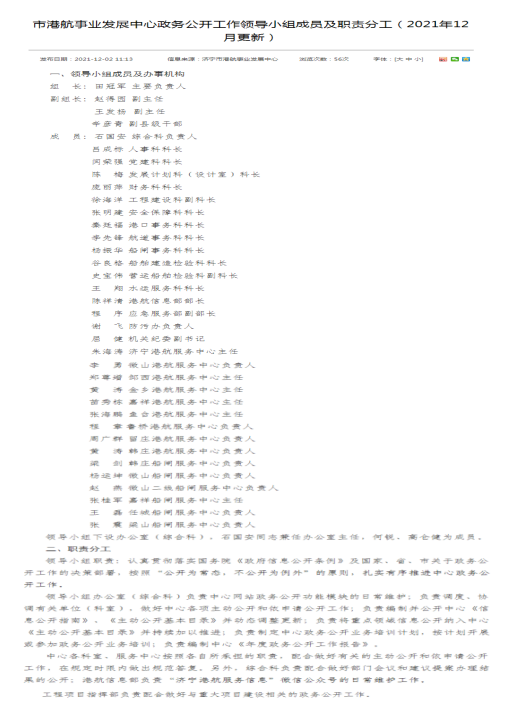 市港航事业发展中心政务公开工作领导小组成员及职责分工（2021年12
月更新）
发布日期：2021-12-02 11:13 信息来源：济宁市港航事业发展中心 浏览次数：56次 字体：[大 中 小]
一、领导小组成员及办事机构
组 长：田冠军 主要负责人
副组长：赵传西 副主任
王发杨 副主任
李彦青 副县级干部
成 员：石国安 综合科负责人
吕成标 人事科科长
闵荣强 党建科科长
陈 梅 发展计划科（设计室）科长
庞丽萍 财务科科长
徐海洋 工程建设科副科长
张明建 安全保障科科长
秦廷福 港口事务科科长
李先锋 航道事务科科长
杨振华 船闸事务科科长
谷良格 船舶建造检验科科长
史宝伟 营运船舶检验科副科长
王 翔 水运服务科科长
陈祥清 港航信息部部长
程 序 应急服务部副部长
谢 飞 防污办负责人
屈 健 机关纪委副书记
朱海涛 济宁港航服务中心主任
李 勇 微山港航服务中心负责人
郑尊增 邹西港航服务中心主任
黄 涛 金乡港航服务中心主任
苗秀标 嘉祥港航服务中心主任
张海鹏 鱼台港航服务中心主任
程 章 鲁桥港航服务中心负责人
周广群 留庄港航服务中心负责人
黄 涛 韩庄港航服务中心负责人
梁 剑 韩庄船闸服务中心负责人
杨运坤 微山船闸服务中心负责人
赵 燕 微山二线船闸服务中心负责人
张桂军 嘉祥船闸服务中心主任
王 磊 任城船闸服务中心负责人
张 震 梁山船闸服务中心负责人
领导小组下设办公室（综合科），石国安同志兼任办公室主任，何锐、高仓健为成员。
二、职责分工
领导小组职责：认真贯彻落实国务院《政府信息公开条例》及国家、省、市关于政务公
开工作的决策部署，按照“公开为常态、不公开为例外”的原则，扎实有序推进中心政务公
开工作。
领导小组办公室（综合科）负责中心网站政务公开功能模块的日常维护；负责调度、协
调有关单位（科室），做好中心各项主动公开和依申请公开工作；负责编制并公开中心《信
息公开指南》、《主动公开基本目录》并动态调整更新；负责将重点领域信息公开纳入中心
《主动公开基本目录》并持续加以推进；负责制定中心政务公开业务培训计划，按计划开展
或参加政务公开业务培训；负责编制中心《年度政务公开工作报告》。
中心各科室、服务中心按照各自所承担的职责，配合做好有关的主动公开和依申请公开
工作，在规定时限内做出规范答复。另外，综合科负责配合做好部门会议和建议提案办理结
果的公开；港航信息部负责“济宁港航服务信息”微信公众号的日常维护工作。
工程项目指挥部负责配合做好与重大项目建设相关的政务公开工作。